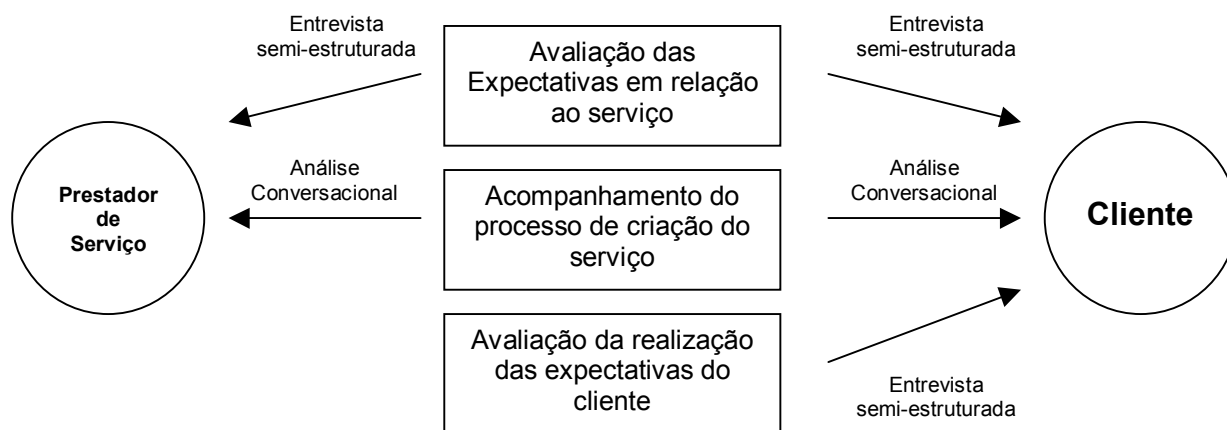 Entrevista
semi-estruturada
Avaliação das
Expectativas em relação
ao serviço
Entrevista
semi-estruturada
Prestador
de
Serviço
Análise
Conversacional
Acompanhamento do
processo de criação do
serviço
Análise
Conversacional
Cliente
Avaliação da realização
das expectativas do
cliente
Entrevista
semi-estruturada